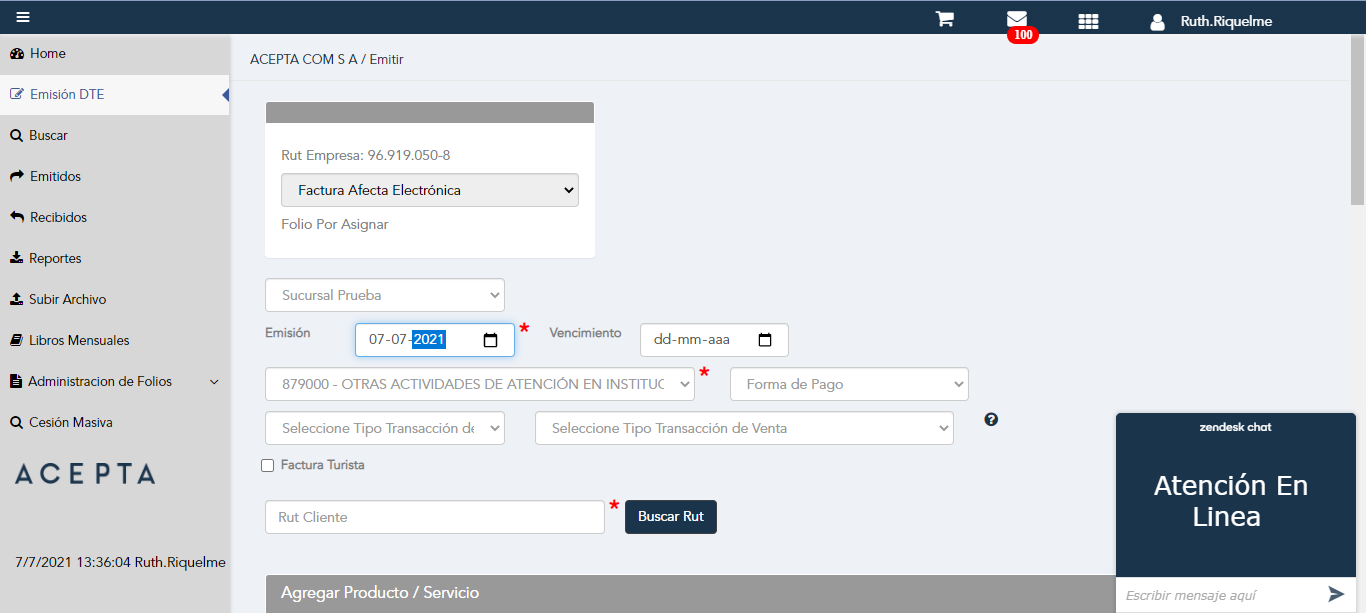 Ruth.Riquelme
100
Home
Emisión DTE
Buscar
Emitidos
Recibidos
Reportes
Subir Archivo
Libros Mensuales
Administracion de Folios
Cesión Masiva
ACEPTA
7/7/2021 13:36:04 Ruth.Riquelme
ACEPTA COM S A / Emitir
Rut Empresa: 96.919.050-8
Factura Afecta Electrónica
Folio Por Asignar
Sucursal Prueba
Emisión 07-07-2021 * Vencimiento dd-mm-aaa
879000 - OTRAS ACTIVIDADES DE ATENCIÓN EN INSTITUC * Forma de Pago
Seleccione Tipo Transacción de Seleccione Tipo Transacción de Venta ?
Factura Turista
Rut Cliente * Buscar Rut
Agregar Producto / Servicio
zendesk chat
Atención En
Linea
Escribir mensaje aquí